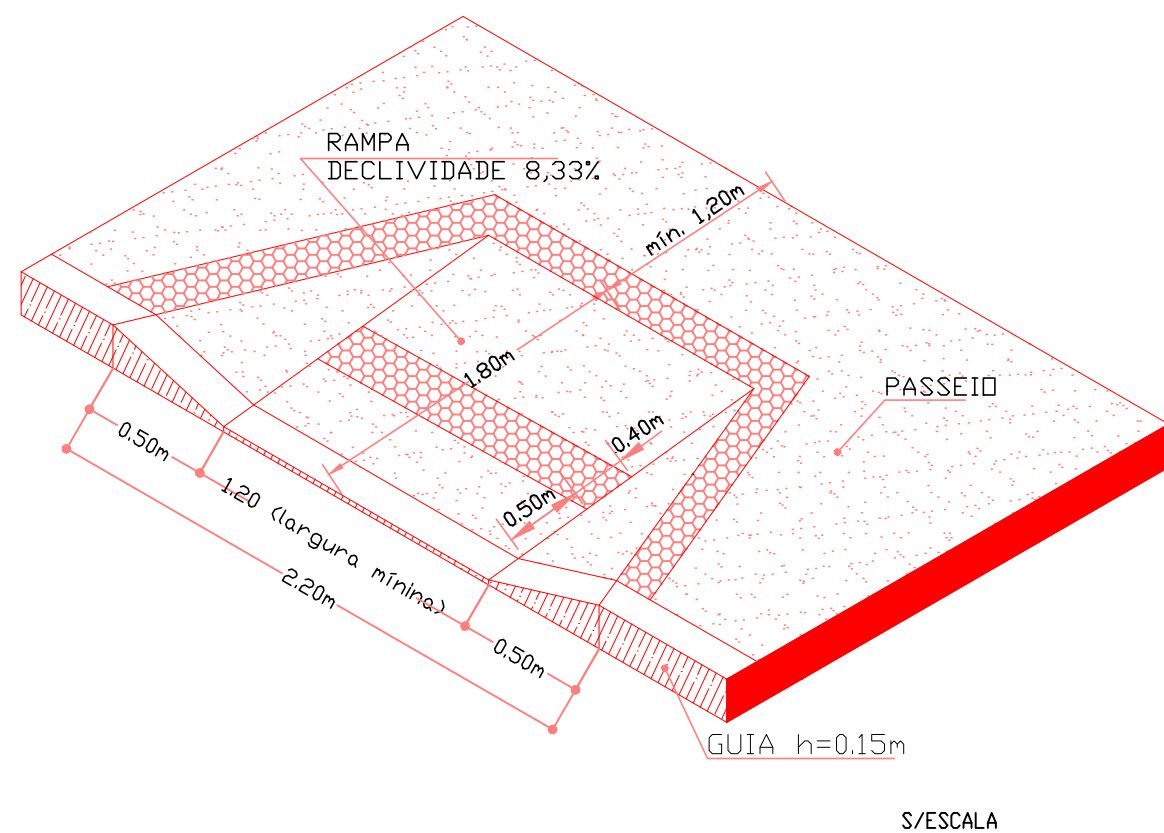 RAMPA
DECLIVIDADE 8,33%
mín. 1,20m
1.80m
PASSEIO
0.40m
0.50m
0.50m
1.20 (largura mínina)
2.20m
0.50m
GUIA h=0.15m
S/ESCALA